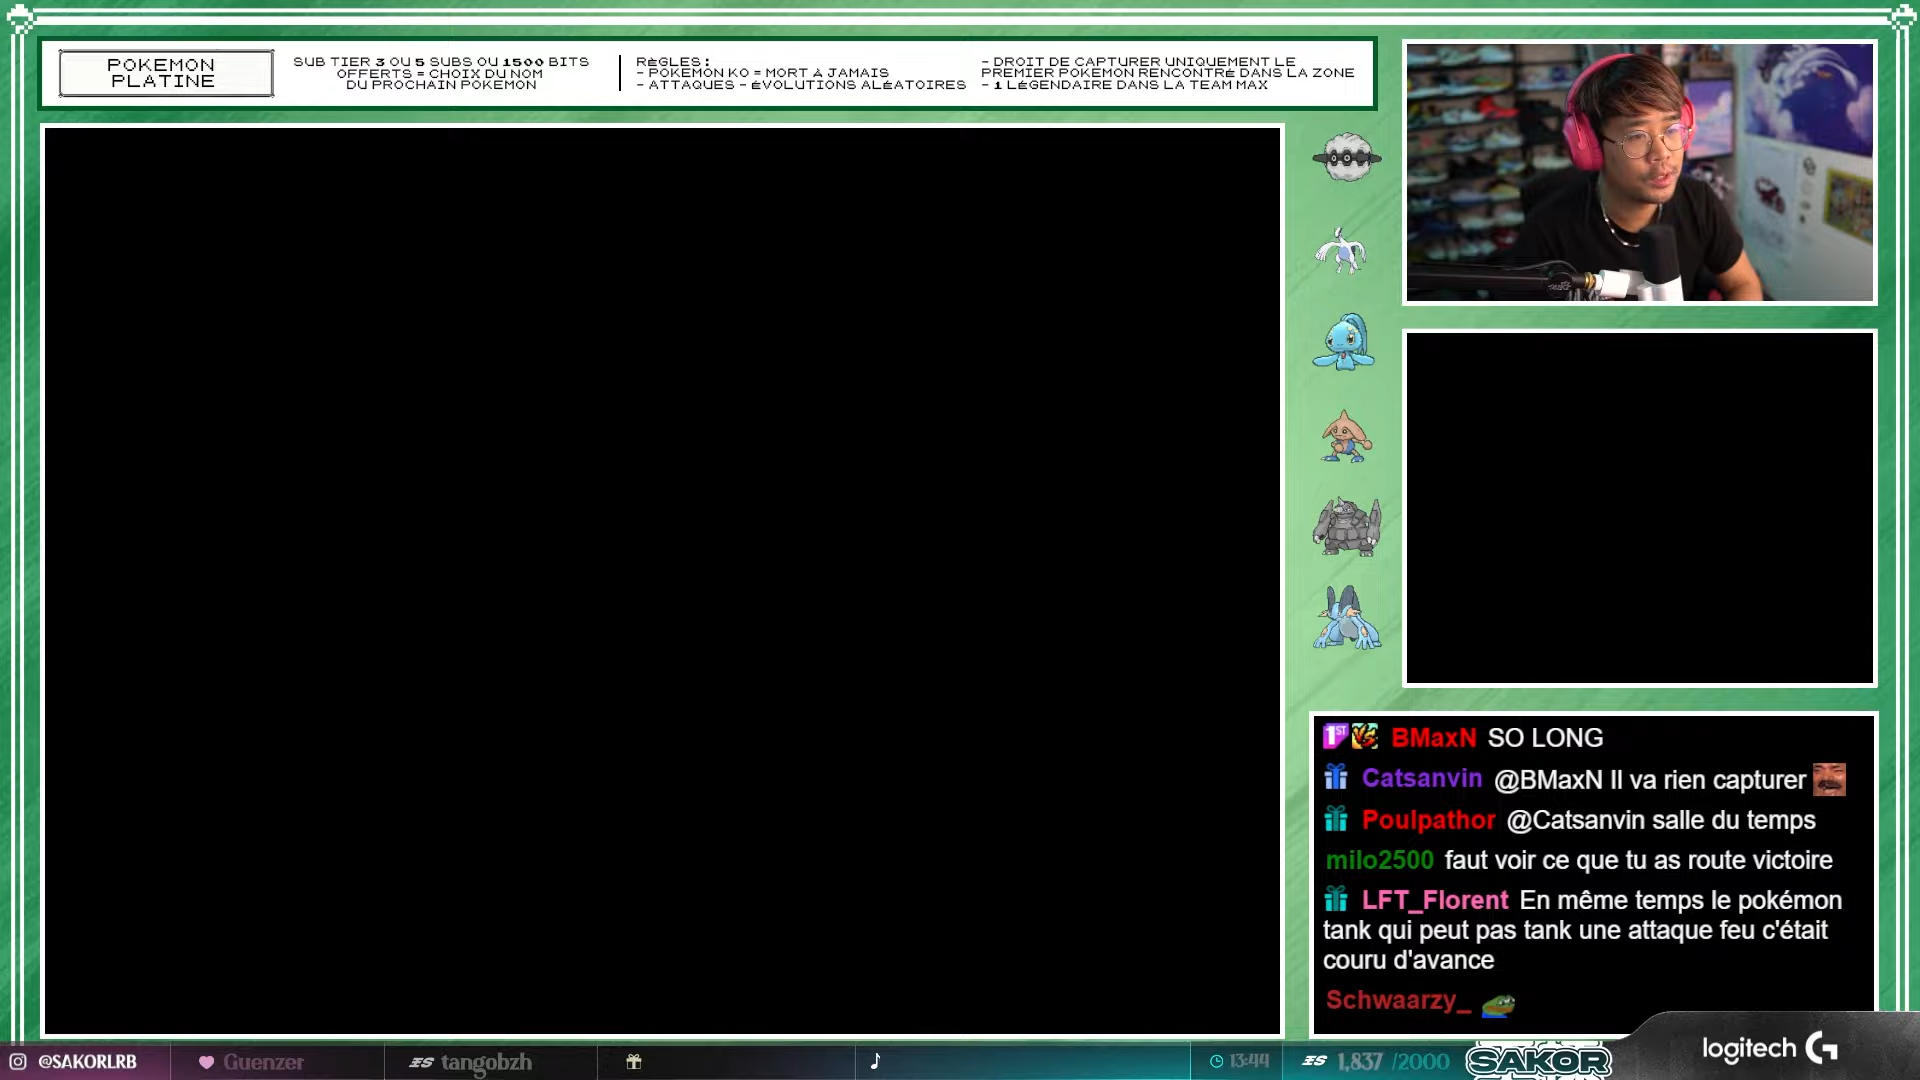 POKEMON
PLATINE
SUB TIER 3 OU 5 SUBS OU 1500 BITS
OFFERTS = CHOIX DU NOM
DU PROCHAIN POKEMON
RÈGLES :
- POKEMON KO = MORT A JAMAIS
- ATTAQUES - ÉVOLUTIONS ALÉATOIRES
- DROIT DE CAPTURER UNIQUEMENT LE
PREMIER POKEMON RENCONTRÉ DANS LA ZONE
- 1 LÉGENDAIRE DANS LA TEAM MAX
1ST BMaxN SO LONG
Catsanvin @BMaxN Il va rien capturer
Poulpathor @Catsanvin salle du temps
milo2500 faut voir ce que tu as route victoire
LFT_Florent En même temps le pokémon
tank qui peut pas tank une attaque feu c'était
couru d'avance
Schwaarzy_
@SAKORLRB
Guenzer
tangobzh
13:44
1,837 /2000
SAKOR
logitech G